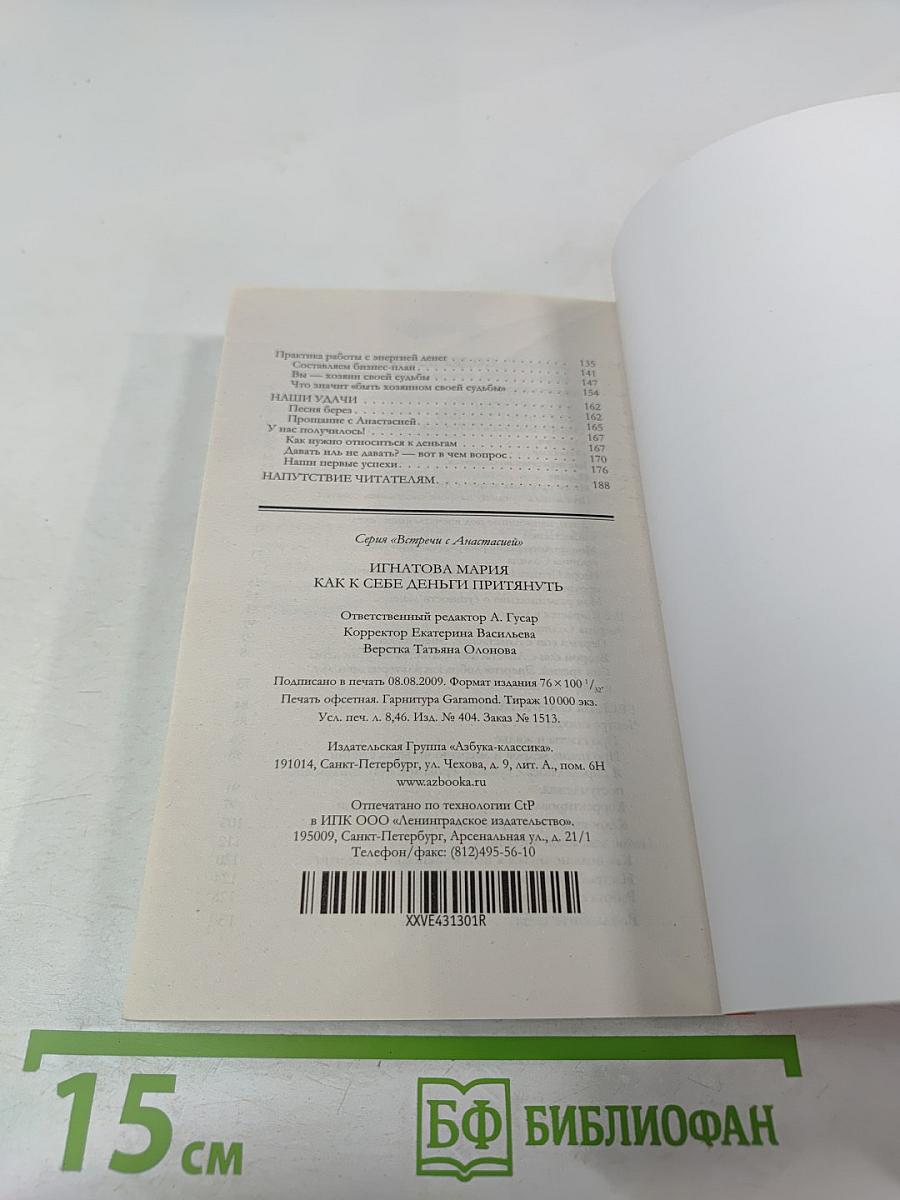 Практика работы с энергией денег . . . . . . . . . . . . 135
Составляем бизнес-план . . . . . . . . . . . . . . . 141
Вы — хозяин своей судьбы . . . . . . . . . . . . . . 147
Что значит «быть хозяином своей судьбы» . . . . . . 154
НАШИ УДАЧИ . . . . . . . . . . . . . . . . . . . . 162
Песня берез . . . . . . . . . . . . . . . . . . . . . 162
Прощание с Анастасией . . . . . . . . . . . . . . . 165
У нас получилось! . . . . . . . . . . . . . . . . . . . 167
Как нужно относиться к деньгам . . . . . . . . . . . 167
Давать иль не давать? — вот в чем вопрос . . . . . . 170
Наши первые успехи . . . . . . . . . . . . . . . . . 176
НАПУТСТВИЕ ЧИТАТЕЛЯМ . . . . . . . . . . . . . . 188
Серия «Встречи с Анастасией»
ИГНАТОВА МАРИЯ
КАК К СЕБЕ ДЕНЬГИ ПРИТЯНУТЬ
Ответственный редактор А. Гусар
Корректор Екатерина Васильева
Верстка Татьяна Олонова
Подписано в печать 08.08.2009. Формат издания 76 × 100 1/32.
Печать офсетная. Гарнитура Garamond. Тираж 10 000 экз.
Усл. печ. л. 8,46. Изд. № 404. Заказ № 1513.
Издательская Группа «Азбука-классика».
191014, Санкт-Петербург, ул. Чехова, д. 9, лит. А., пом. 6Н
www.azbooka.ru
Отпечатано по технологии CtP
в ИПК ООО «Ленинградское издательство».
195009, Санкт-Петербург, Арсенальная ул., д. 21/1
Телефон/факс: (812)495-56-10
XXVE431301R
15 см
БФ БИБЛИОФАН